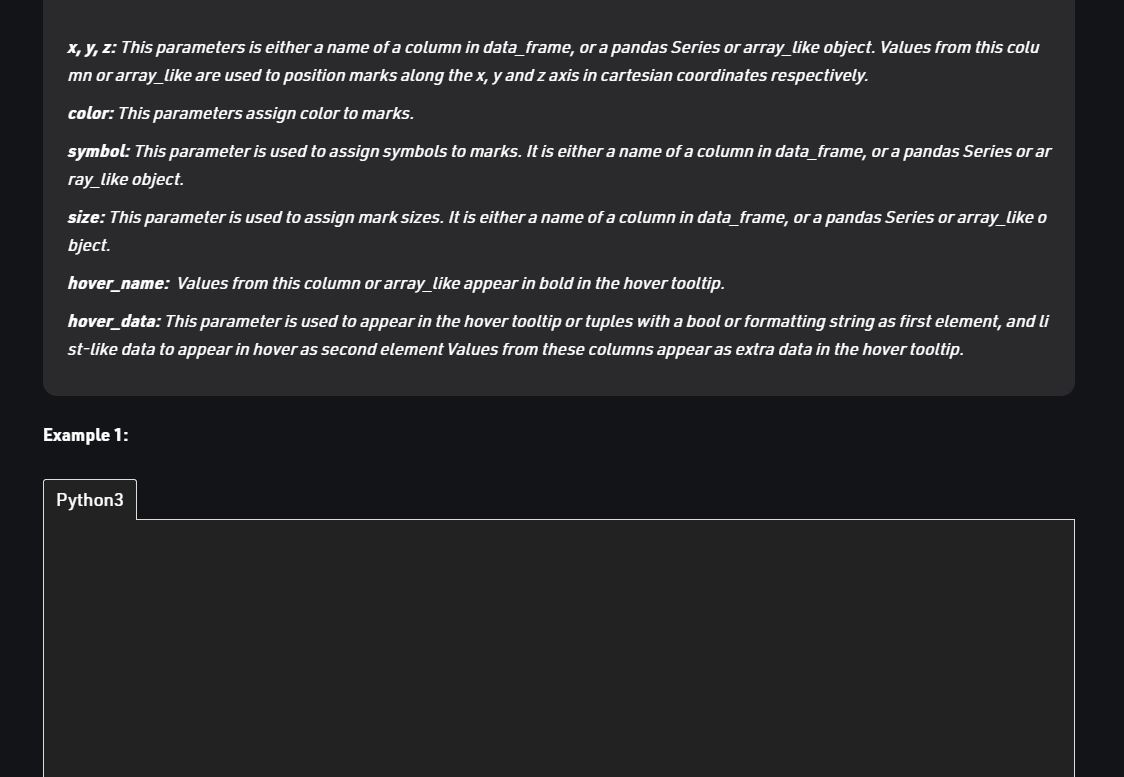 x, y, z: This parameters is either a name of a column in data_frame, or a pandas Series or array_like object. Values from this colu
mn or array_like are used to position marks along the x, y and z axis in cartesian coordinates respectively.
color: This parameters assign color to marks.
symbol: This parameter is used to assign symbols to marks. It is either a name of a column in data_frame, or a pandas Series or ar
ray_like object.
size: This parameter is used to assign mark sizes. It is either a name of a column in data_frame, or a pandas Series or array_like o
bject.
hover_name:  Values from this column or array_like appear in bold in the hover tooltip.
hover_data: This parameter is used to appear in the hover tooltip or tuples with a bool or formatting string as first element, and li
st-like data to appear in hover as second element Values from these columns appear as extra data in the hover tooltip.
Example 1:
Python3